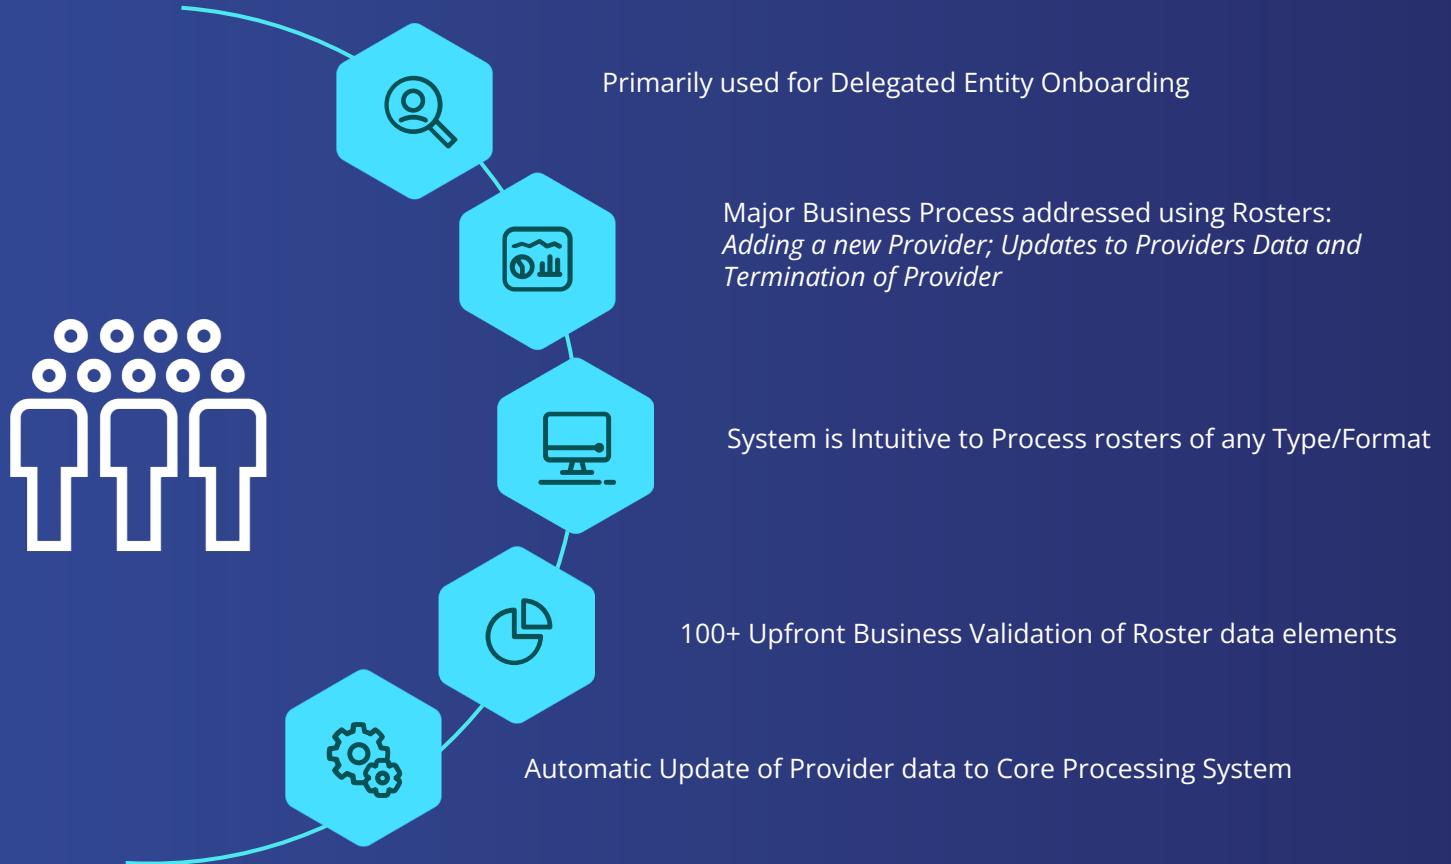 Primarily used for Delegated Entity Onboarding
Major Business Process addressed using Rosters:
Adding a new Provider; Updates to Providers Data and
Termination of Provider
System is Intuitive to Process rosters of any Type/Format
100+ Upfront Business Validation of Roster data elements
Automatic Update of Provider data to Core Processing System